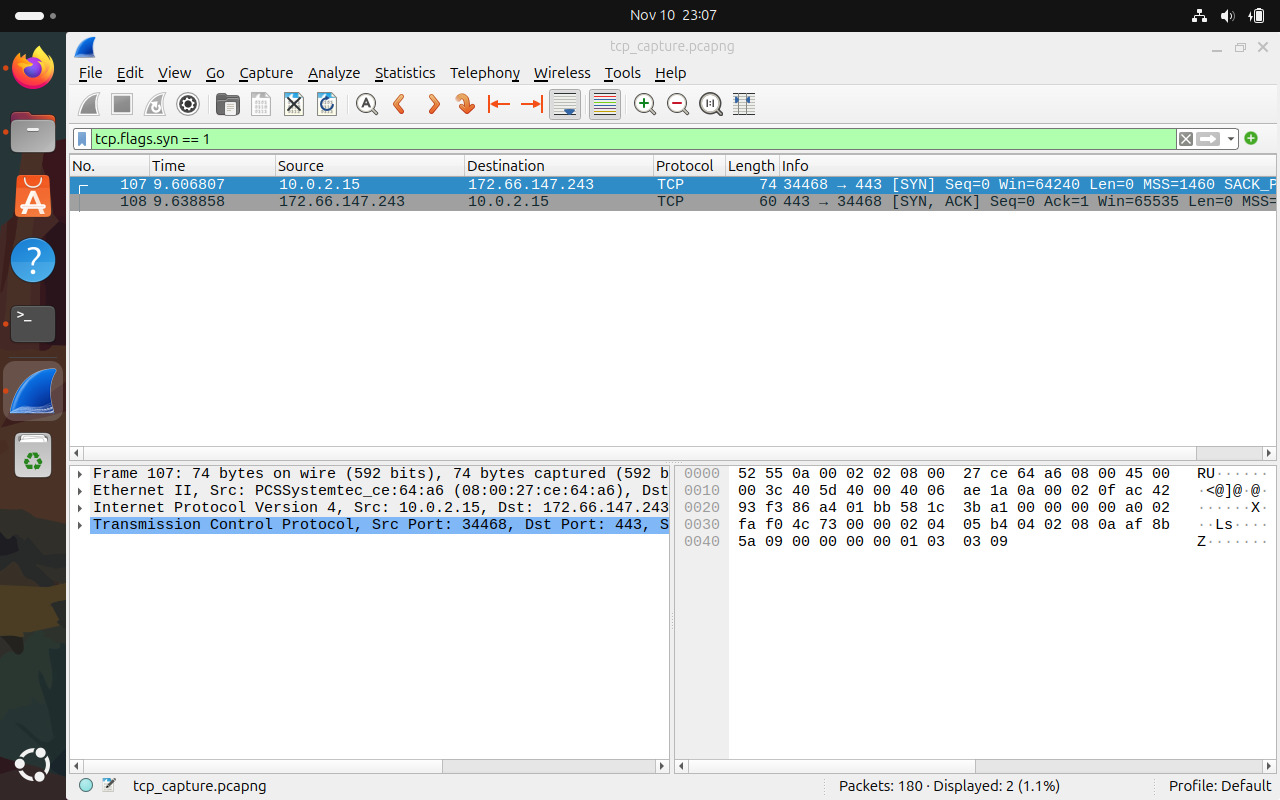 Nov 10 23:07
tcp_capture.pcapng
File Edit View Go Capture Analyze Statistics Telephony Wireless Tools Help
tcp.flags.syn == 1
No. Time Source Destination Protocol Length Info
107 9.606807 10.0.2.15 172.66.147.243 TCP 74 34468 → 443 [SYN] Seq=0 Win=64240 Len=0 MSS=1460 SACK_P
108 9.638858 172.66.147.243 10.0.2.15 TCP 60 443 → 34468 [SYN, ACK] Seq=0 Ack=1 Win=65535 Len=0 MSS=
Frame 107: 74 bytes on wire (592 bits), 74 bytes captured (592 b
Ethernet II, Src: PCSSystemtec_ce:64:a6 (08:00:27:ce:64:a6), Dst
Internet Protocol Version 4, Src: 10.0.2.15, Dst: 172.66.147.243
Transmission Control Protocol, Src Port: 34468, Dst Port: 443, S
0000 52 55 0a 00 02 02 08 00 27 ce 64 a6 08 00 45 00 RU······
0010 00 3c 40 5d 40 00 40 06 ae 1a 0a 00 02 0f ac 42 ·<@]@·@·
0020 93 f3 86 a4 01 bb 58 1c 3b a1 00 00 00 00 a0 02 ······X·
0030 fa f0 4c 73 00 00 02 04 05 b4 04 02 08 0a af 8b ··Ls····
0040 5a 09 00 00 00 00 01 03 03 09 Z·······
tcp_capture.pcapng
Packets: 180 · Displayed: 2 (1.1%)
Profile: Default